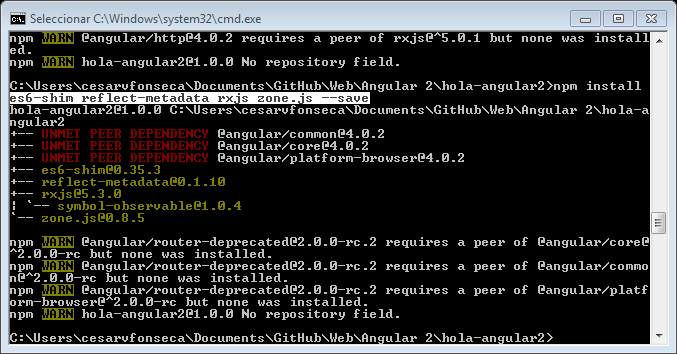 Seleccionar C:\Windows\system32\cmd.exe
npm WARN @angular/http@4.0.2 requires a peer of rxjs@^5.0.1 but none was install
ed.
npm WARN hola-angular2@1.0.0 No repository field.
C:\Users\cesarvfonseca\Documents\GitHub\Web\Angular 2\hola-angular2>npm install
es6-shim reflect-metadata rxjs zone.js --save
hola-angular2@1.0.0 C:\Users\cesarvfonseca\Documents\GitHub\Web\Angular 2\hola-a
ngular2
+-- UNMET PEER DEPENDENCY @angular/common@4.0.2
+-- UNMET PEER DEPENDENCY @angular/core@4.0.2
+-- UNMET PEER DEPENDENCY @angular/platform-browser@4.0.2
+-- es6-shim@0.35.3
+-- reflect-metadata@0.1.10
+-- rxjs@5.3.0
¦ `-- symbol-observable@1.0.4
`-- zone.js@0.8.5
npm WARN @angular/router-deprecated@2.0.0-rc.2 requires a peer of @angular/core@
^2.0.0-rc but none was installed.
npm WARN @angular/router-deprecated@2.0.0-rc.2 requires a peer of @angular/commo
n@^2.0.0-rc but none was installed.
npm WARN @angular/router-deprecated@2.0.0-rc.2 requires a peer of @angular/platf
orm-browser@^2.0.0-rc but none was installed.
npm WARN hola-angular2@1.0.0 No repository field.
C:\Users\cesarvfonseca\Documents\GitHub\Web\Angular 2\hola-angular2>